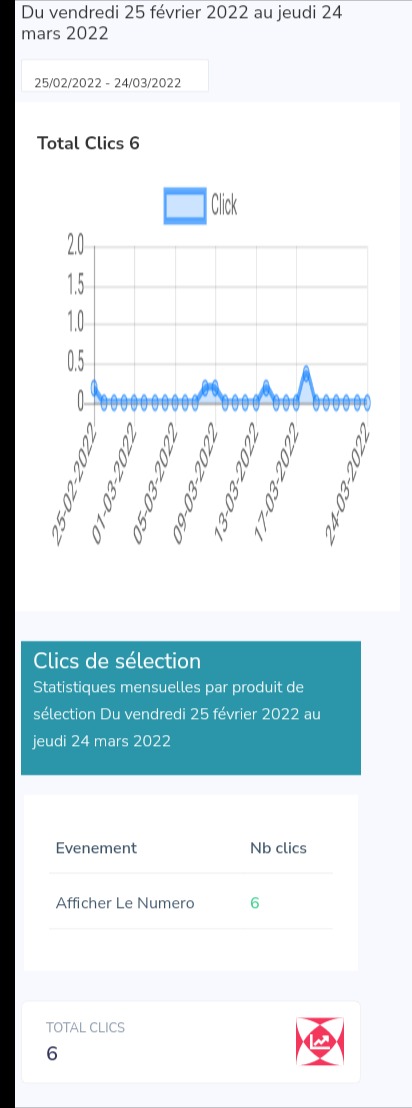 Du vendredi 25 février 2022 au jeudi 24
mars 2022
25/02/2022 - 24/03/2022
Total Clics 6
Click
2.0
1.5
1.0
0.5
0
25-02-2022
01-03-2022
05-03-2022
09-03-2022
13-03-2022
17-03-2022
24-03-2022
Clics de sélection
Statistiques mensuelles par produit de
sélection Du vendredi 25 février 2022 au
jeudi 24 mars 2022
Evenement Nb clics
Afficher Le Numero 6
TOTAL CLICS
6